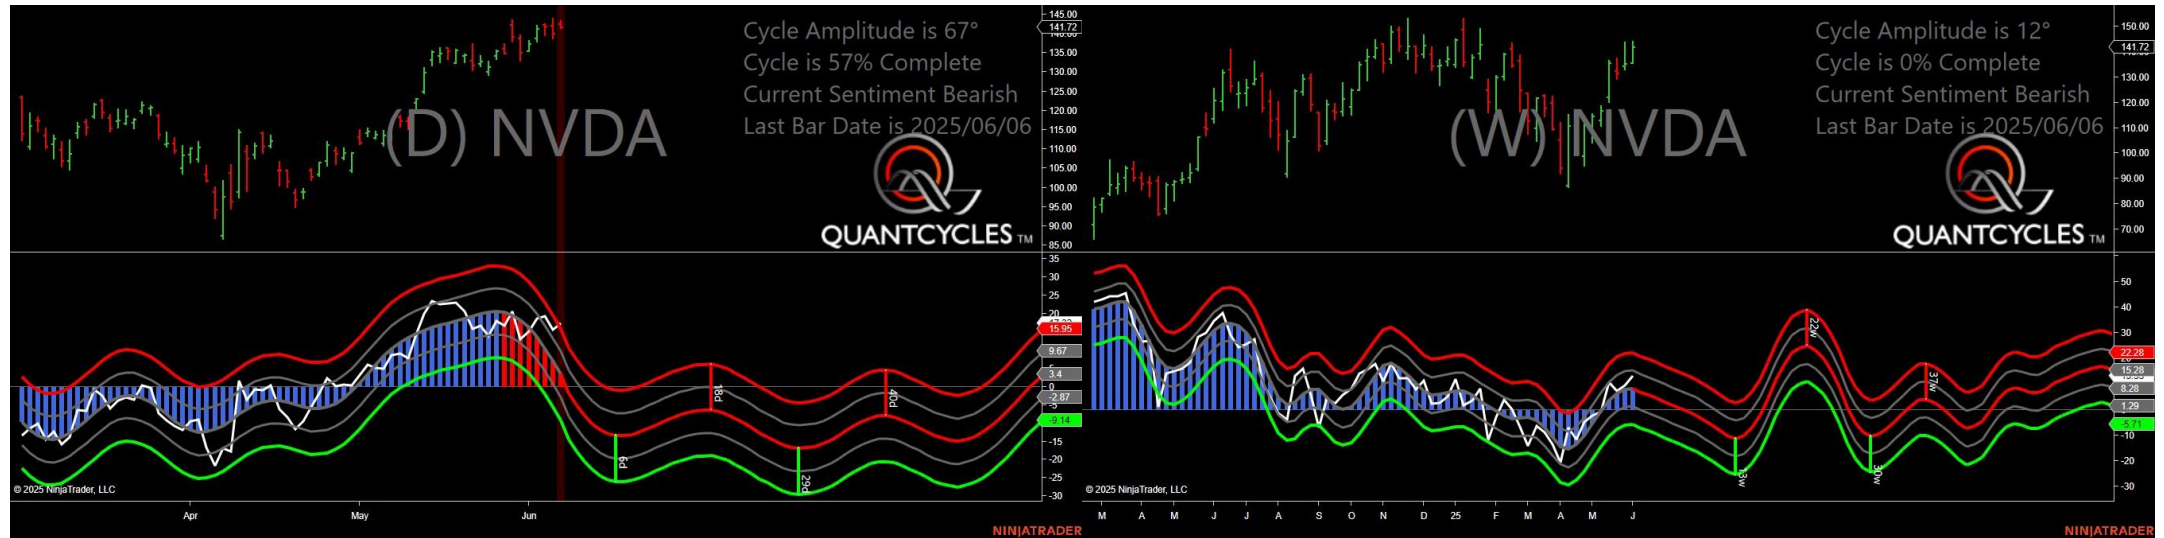 Cycle Amplitude is 67°
Cycle is 57% Complete
Current Sentiment Bearish
Last Bar Date is 2025/06/06
(D) NVDA
QUANTCYCLES TM
145.00
141.72
140.00
135.00
130.00
125.00
120.00
115.00
110.00
105.00
100.00
95.00
90.00
85.00
35
30
25
20
15.95
9.67
3.4
0
-2.87
-5
-9.14
-15
-20
-25
-30
6d
18d
29d
40d
© 2025 NinjaTrader, LLC
Apr
May
Jun
NINJATRADER
Cycle Amplitude is 12°
Cycle is 0% Complete
Current Sentiment Bearish
Last Bar Date is 2025/06/06
(W) NVDA
QUANTCYCLES TM
150.00
141.72
130.00
120.00
110.00
100.00
90.00
80.00
70.00
50
40
30
22.28
15.28
8.28
1.29
-5.71
-10
-20
-30
13w
22w
30w
37w
© 2025 NinjaTrader, LLC
M A M J J A S O N D 25 F M A M J
NINJATRADER